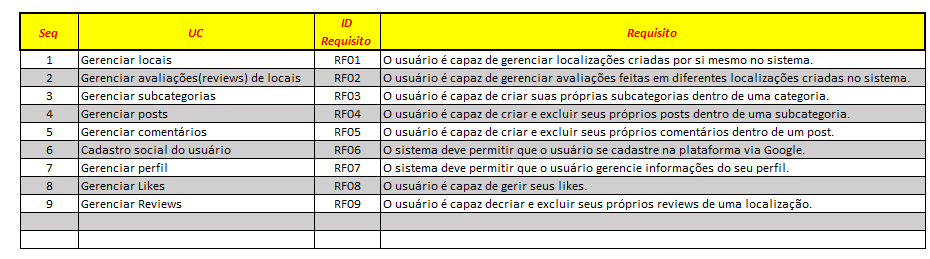 Seq UC ID Requisito Requisito
1 Gerenciar locais RF01 O usuário é capaz de gerenciar localizações criadas por si mesmo no sistema.
2 Gerenciar avaliações(reviews) de locais RF02 O usuário é capaz de gerenciar avaliações feitas em diferentes localizações criadas no sistema.
3 Gerenciar subcategorias RF03 O usuário é capaz de criar suas próprias subcategorias dentro de uma categoria.
4 Gerenciar posts RF04 O usuário é capaz de criar e excluir seus próprios posts dentro de uma subcategoria.
5 Gerenciar comentários RF05 O usuário é capaz de criar e excluir seus próprios comentários dentro de um post.
6 Cadastro social do usuário RF06 O sistema deve permitir que o usuário se cadastre na plataforma via Google.
7 Gerenciar perfil RF07 O sistema deve permitir que o usuário gerencie informações do seu perfil.
8 Gerenciar Likes RF08 O usuário é capaz de gerir seus likes.
9 Gerenciar Reviews RF09 O usuário é capaz decriar e excluir seus próprios reviews de uma localização.